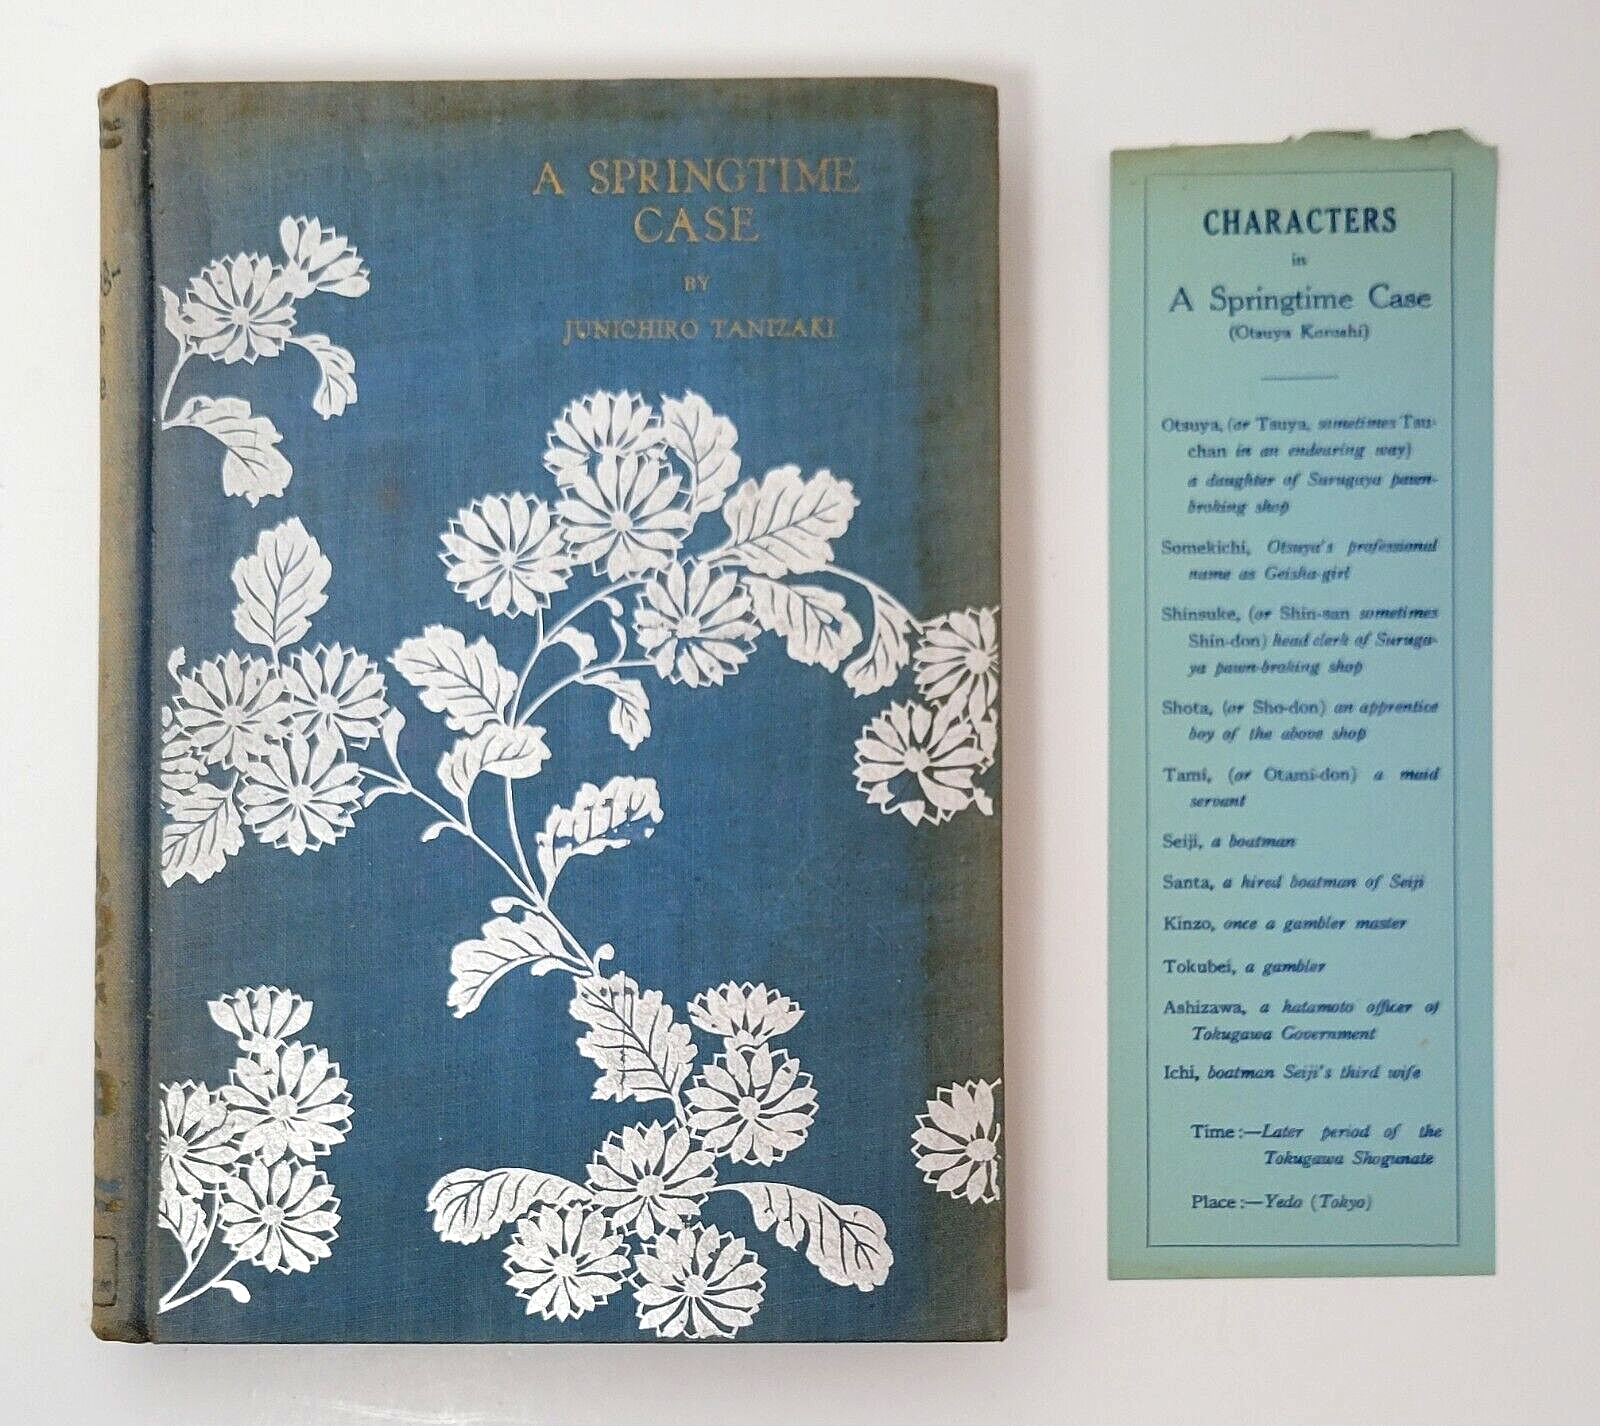 A SPRINGTIME
CASE
BY
JUNICHIRO TANIZAKI
CHARACTERS
in
A Springtime Case
(Otsuya Koroshi)
Otsuya, (or Tsuya, sometimes Tsu-
chan in an endearing way)
a daughter of Surugaya pawn-
broking shop
Somekichi, Otsuya's professional
name as Geisha-girl
Shinsuke, (or Shin-san sometimes
Shin-don) head clerk of Suruga-
ya pawn-broking shop
Shota, (or Sho-don) an apprentice
boy of the above shop
Tami, (or Otami-don) a maid
servant
Seiji, a boatman
Santa, a hired boatman of Seiji
Kinzo, once a gambler master
Tokubei, a gambler
Ashizawa, a hatamoto officer of
Tokugawa Government
Ichi, boatman Seiji's third wife
Time:—Later period of the
Tokugawa Shogunate
Place:—Yedo (Tokyo)